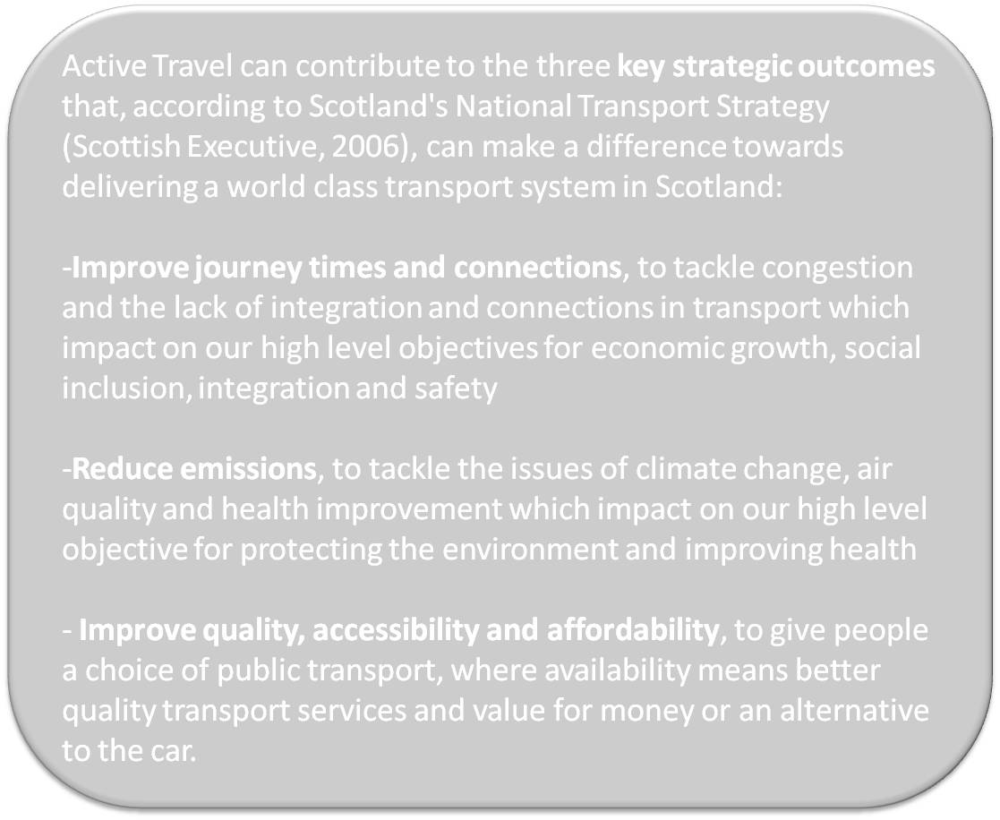 Active Travel can contribute to the three key strategic outcomes
that, according to Scotland's National Transport Strategy
(Scottish Executive, 2006), can make a difference towards
delivering a world class transport system in Scotland:
-Improve journey times and connections, to tackle congestion
and the lack of integration and connections in transport which
impact on our high level objectives for economic growth, social
inclusion, integration and safety
-Reduce emissions, to tackle the issues of climate change, air
quality and health improvement which impact on our high level
objective for protecting the environment and improving health
- Improve quality, accessibility and affordability, to give people
a choice of public transport, where availability means better
quality transport services and value for money or an alternative
to the car.